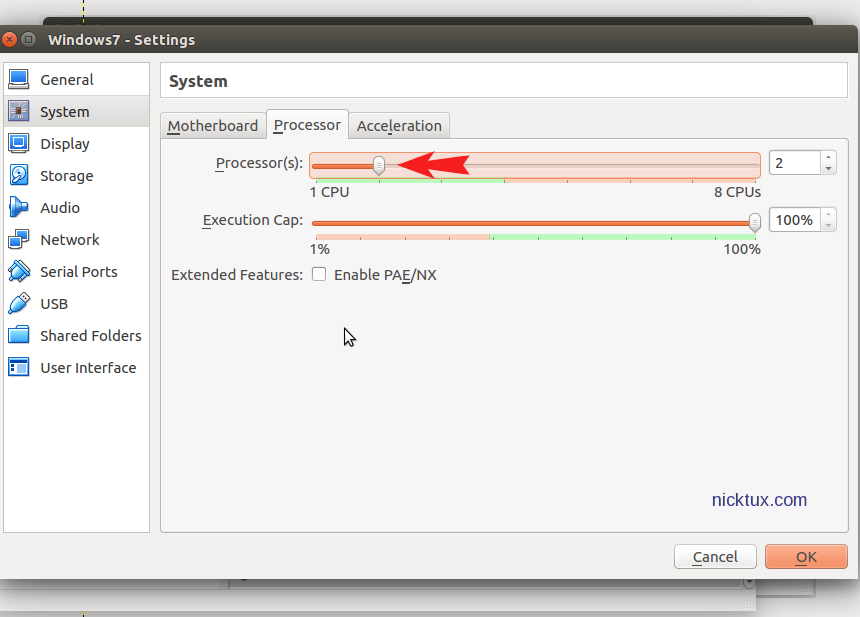 Windows7 - Settings
General
System
Display
Storage
Audio
Network
Serial Ports
USB
Shared Folders
User Interface
System
Motherboard Processor Acceleration
Processor(s): 2
1 CPU 8 CPUs
Execution Cap: 100%
1% 100%
Extended Features: Enable PAE/NX
nicktux.com
Cancel OK